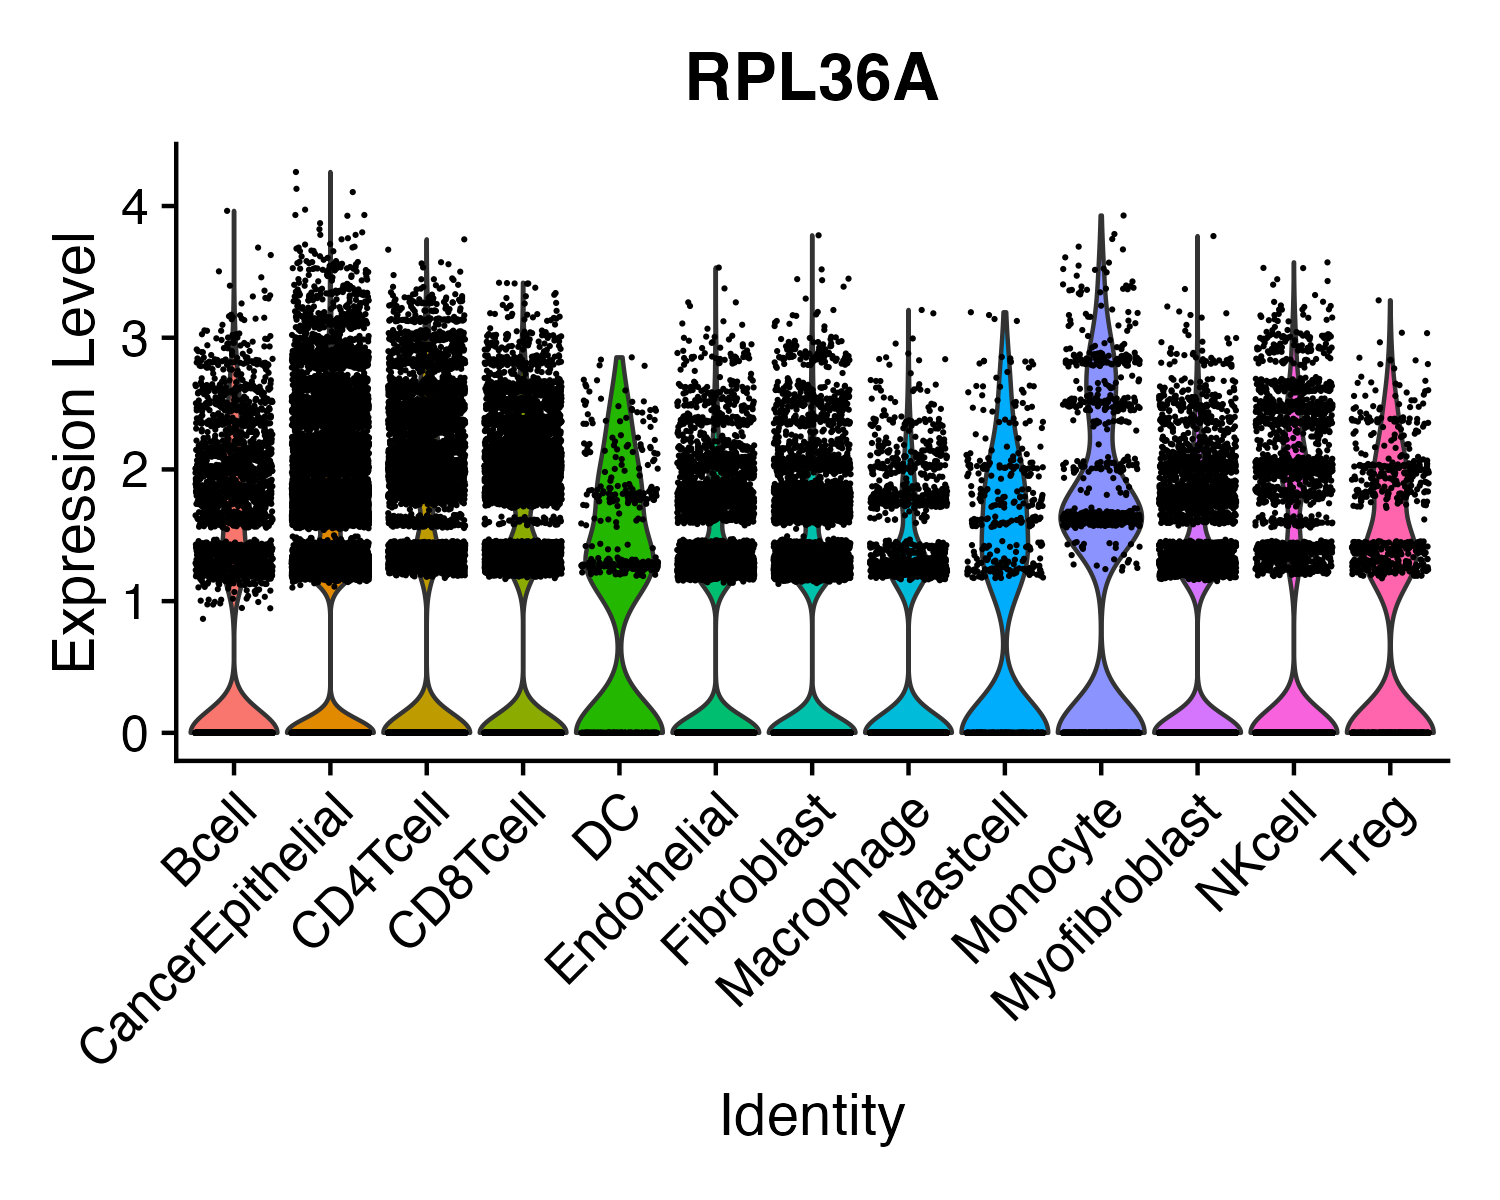 RPL36A
Expression Level
4
3
2
1
0
Bcell
CancerEpithelial
CD4Tcell
CD8Tcell
DC
Endothelial
Fibroblast
Macrophage
Mastcell
Monocyte
Myofibroblast
NKcell
Treg
Identity